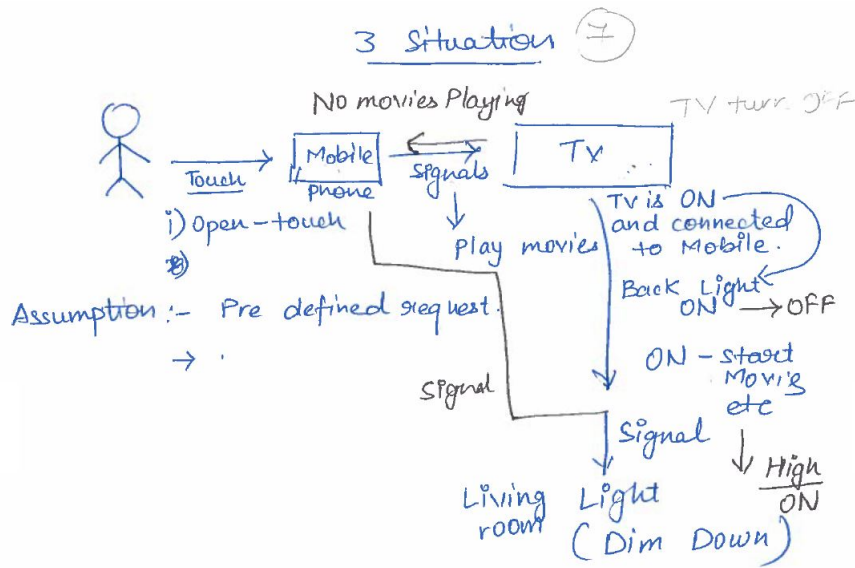 3 Situation 7
No movies Playing
TV turn OFF
Mobile
phone
Touch
signals
TV
i) Open-touch
Play movies
TV is ON
and connected
to Mobile.
Back Light
ON → OFF
Assumption :- Pre defined request.
→
ON - start
Movie
etc
Signal
Signal
High
ON
Living Light
room
(Dim Down)